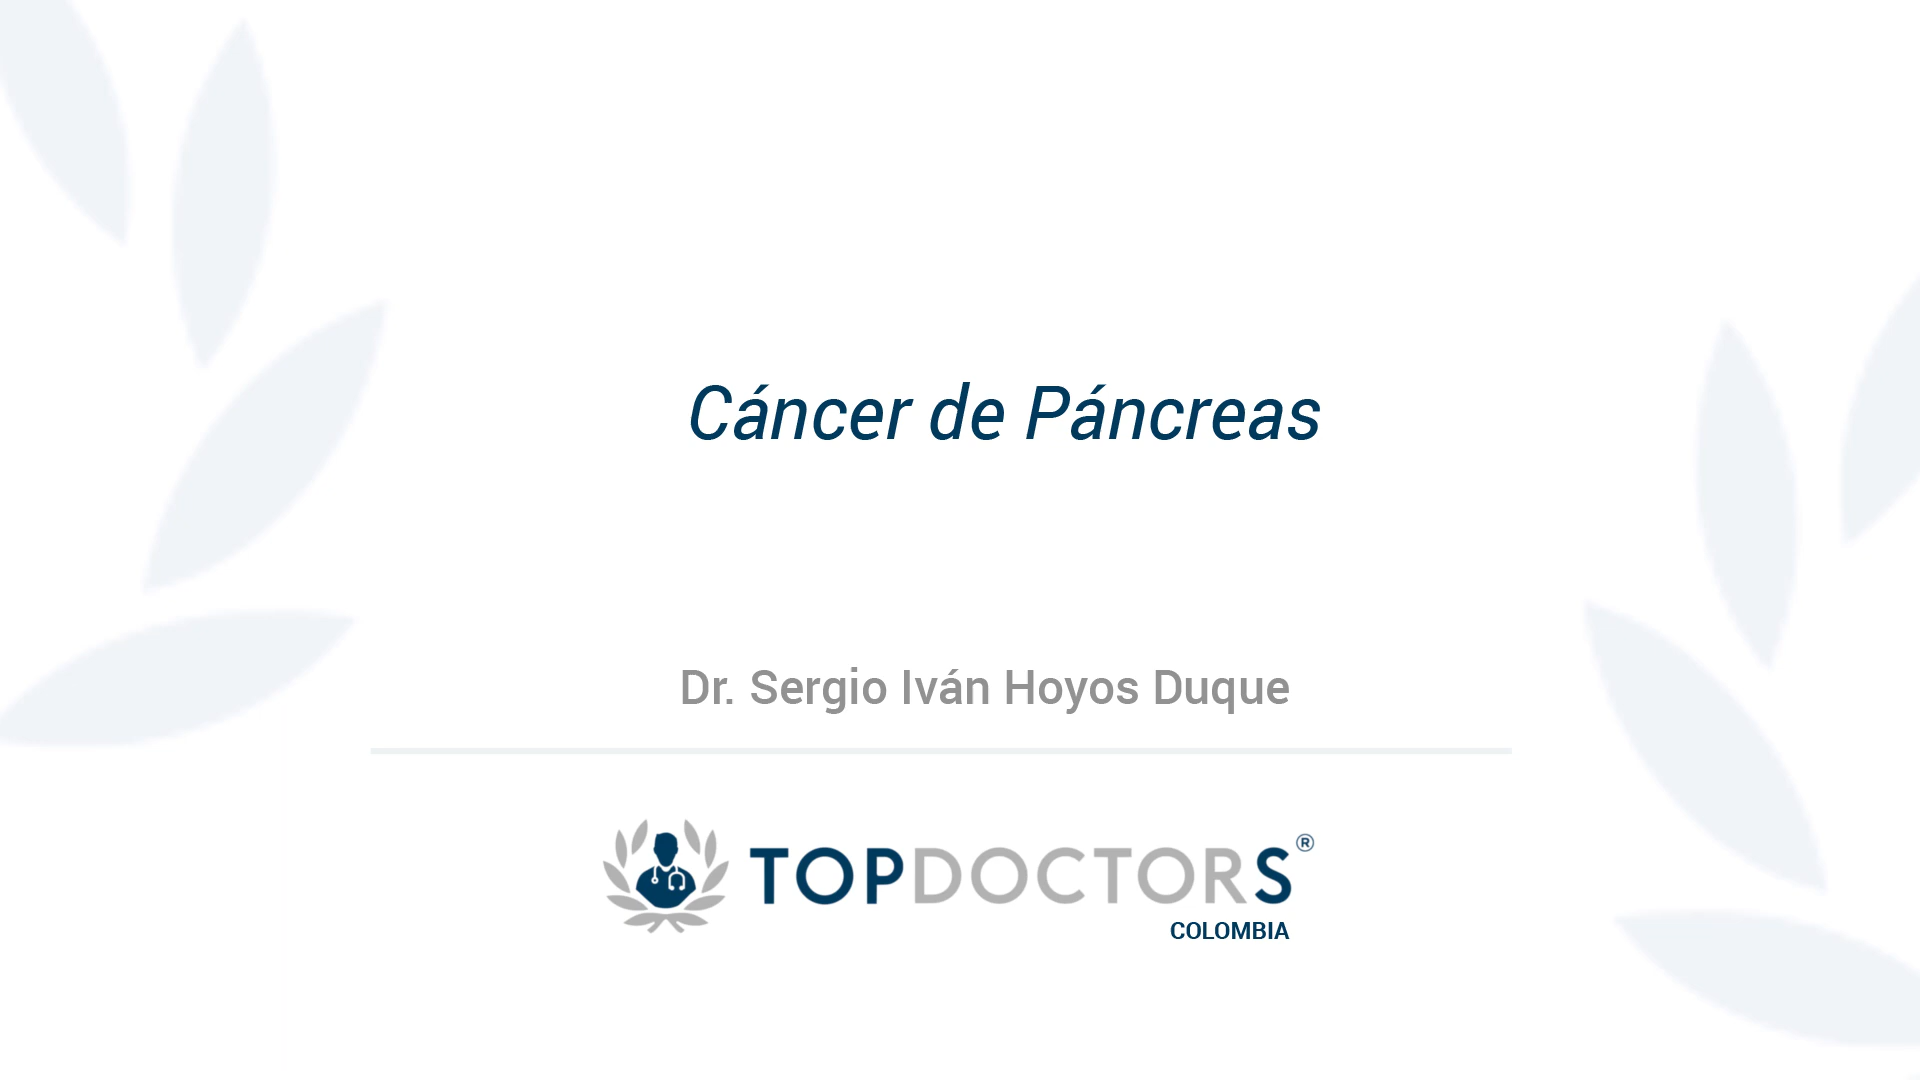 Cáncer de Páncreas
Dr. Sergio Iván Hoyos Duque
TOPDOCTORS®
COLOMBIA